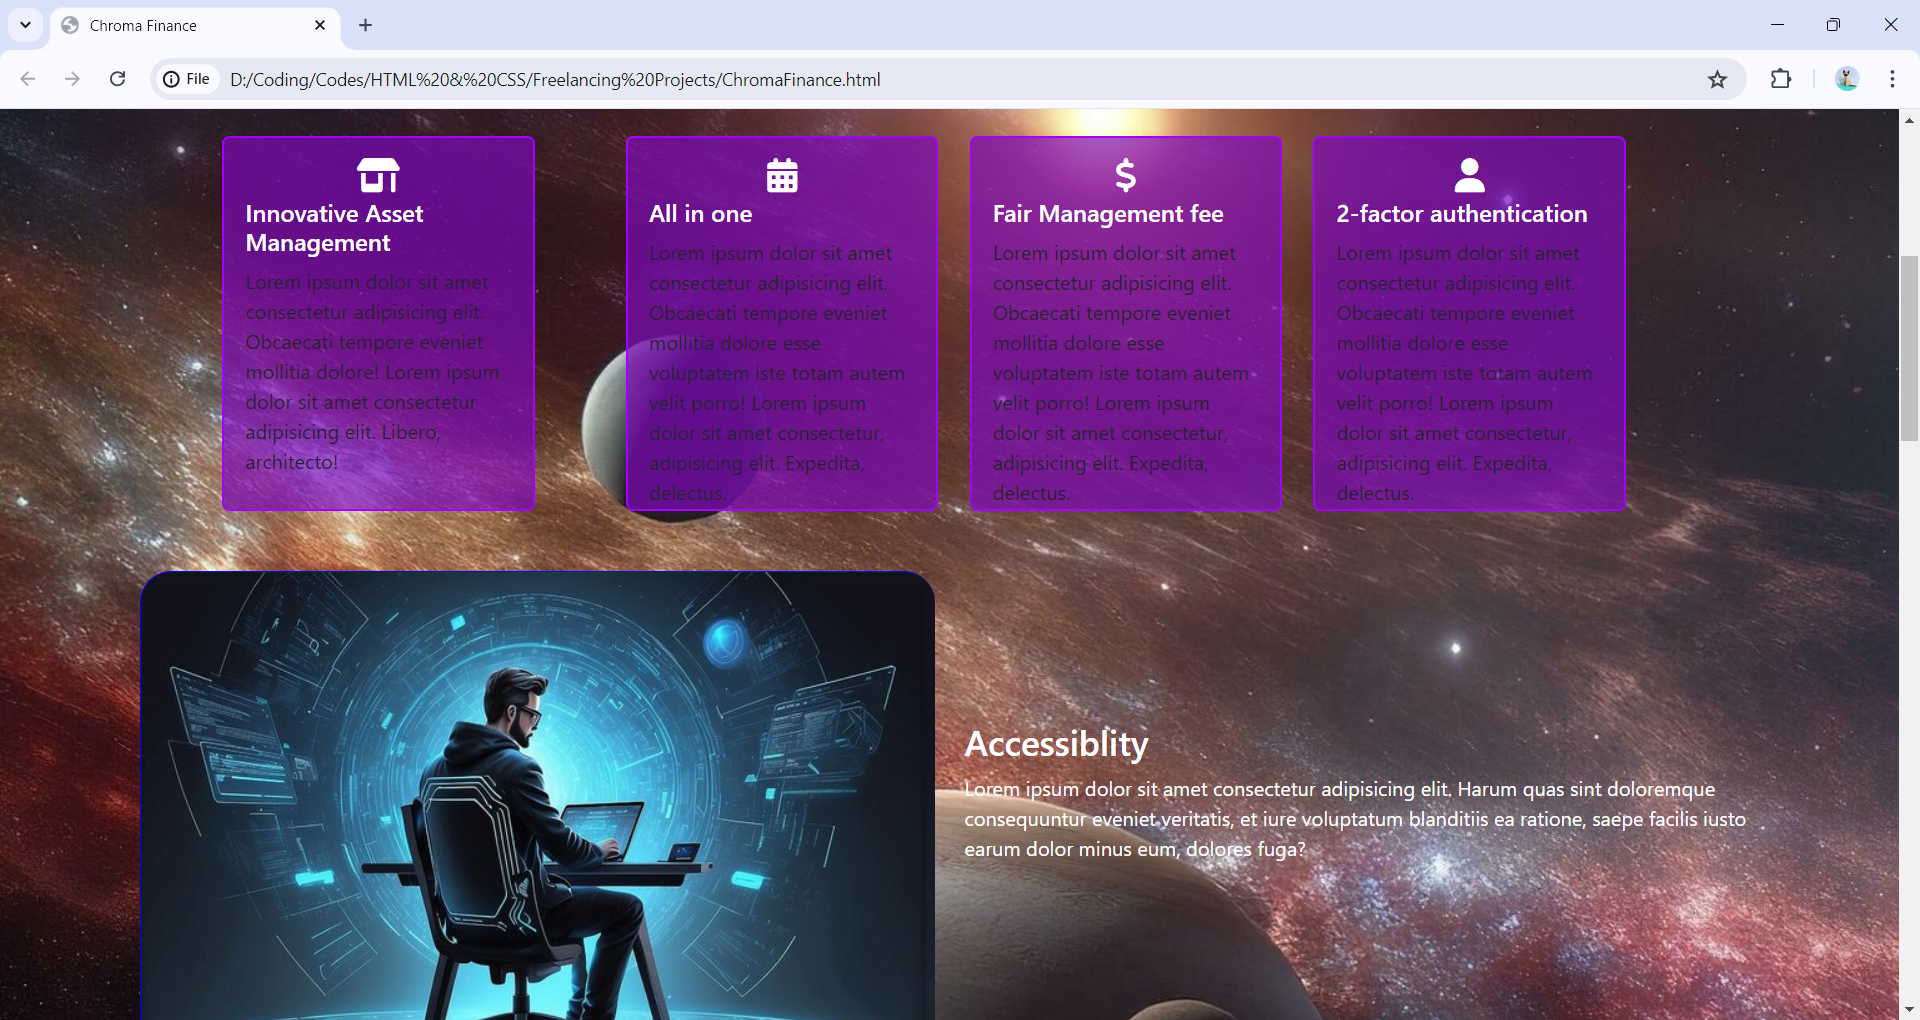 Chroma Finance
File
D:/Coding/Codes/HTML%20&%20CSS/Freelancing%20Projects/ChromaFinance.html
Innovative Asset
Management
Lorem ipsum dolor sit amet
consectetur adipisicing elit.
Obcaecati tempore eveniet
mollitia dolore! Lorem ipsum
dolor sit amet consectetur
adipisicing elit. Libero,
architecto!
All in one
Lorem ipsum dolor sit amet
consectetur adipisicing elit.
Obcaecati tempore eveniet
mollitia dolore esse
voluptatem iste totam autem
velit porro! Lorem ipsum
dolor sit amet consectetur,
adipisicing elit. Expedita,
delectus.
Fair Management fee
Lorem ipsum dolor sit amet
consectetur adipisicing elit.
Obcaecati tempore eveniet
mollitia dolore esse
voluptatem iste totam autem
velit porro! Lorem ipsum
dolor sit amet consectetur,
adipisicing elit. Expedita,
delectus.
2-factor authentication
Lorem ipsum dolor sit amet
consectetur adipisicing elit.
Obcaecati tempore eveniet
mollitia dolore esse
voluptatem iste totam autem
velit porro! Lorem ipsum
dolor sit amet consectetur,
adipisicing elit. Expedita,
delectus.
Accessiblity
Lorem ipsum dolor sit amet consectetur adipisicing elit. Harum quas sint doloremque
consequuntur eveniet veritatis, et iure voluptatum blanditiis ea ratione, saepe facilis iusto
earum dolor minus eum, dolores fuga?